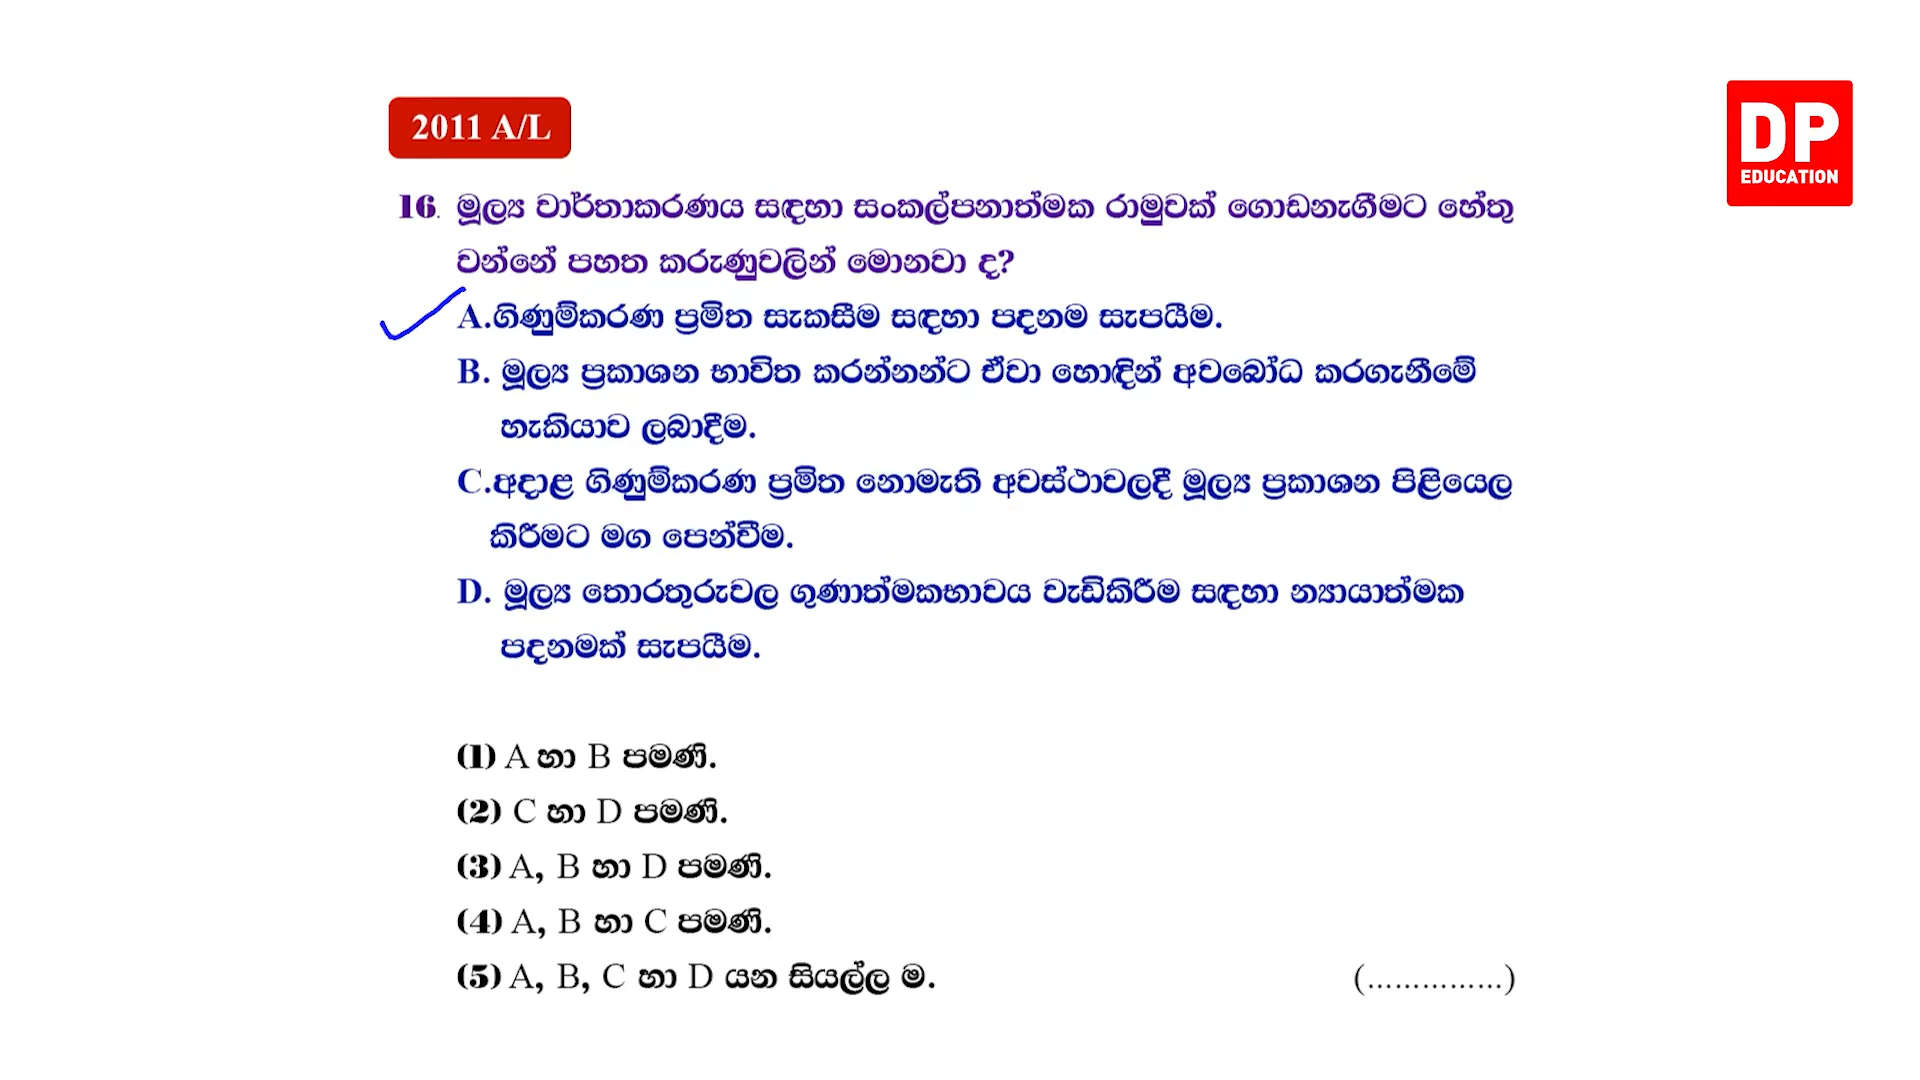 2011 A/L
DP
EDUCATION
16. මූල්‍ය වාර්තාකරණය සඳහා සංකල්පනාත්මක රාමුවක් ගොඩනැගීමට හේතු
වන්නේ පහත කරුණුවලින් මොනවා ද?
A.ගිණුම්කරණ ප්‍රමිත සැකසීම සඳහා පදනම සැපයීම.
B. මූල්‍ය ප්‍රකාශන භාවිත කරන්නන්ට ඒවා හොඳින් අවබෝධ කරගැනීමේ
හැකියාව ලබාදීම.
C.අදාළ ගිණුම්කරණ ප්‍රමිත නොමැති අවස්ථාවලදී මූල්‍ය ප්‍රකාශන පිළියෙල
කිරීමට මග පෙන්වීම.
D. මූල්‍ය තොරතුරුවල ගුණාත්මකභාවය වැඩිකිරීම සඳහා න්‍යායාත්මක
පදනමක් සැපයීම.
(1) A හා B පමණි.
(2) C හා D පමණි.
(3) A, B හා D පමණි.
(4) A, B හා C පමණි.
(5) A, B, C හා D යන සියල්ල ම.
(...............)